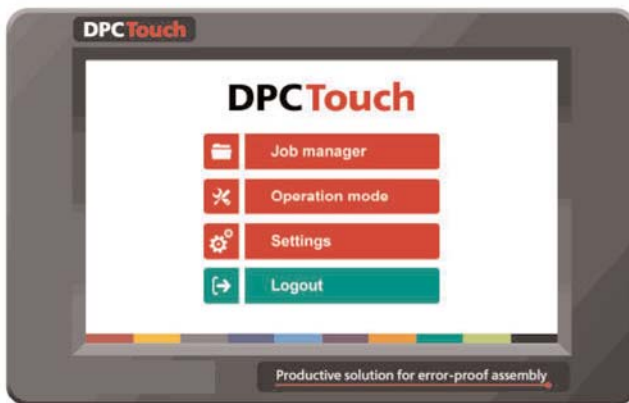 DPCTouch
DPCTouch
Job manager
Operation mode
Settings
Logout
Productive solution for error-proof assembly